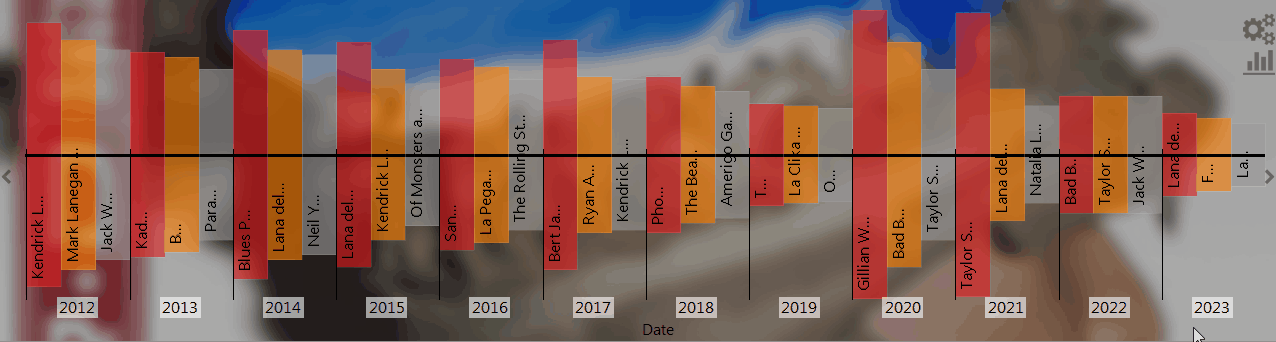 Kendrick L...
Mark Lanegan ...
Jack W...
Kad...
B...
Para...
Blues P...
Lana del...
Neil Y...
Lana del...
Kendrick L...
Of Monsters a...
San...
La Pega...
The Rolling St...
Bert Ja...
Ryan A...
Kendrick ...
Pho...
The Bea...
Amerigo Ga...
T...
La Clica ...
O...
Gillian W...
Bad B...
Taylor S...
Taylor S...
Lana del...
Natalia L...
Bad B...
Taylor S...
Jack W...
Lana de...
F...
La...
2012
2013
2014
2015
2016
2017
2018
2019
2020
2021
2022
2023
Date